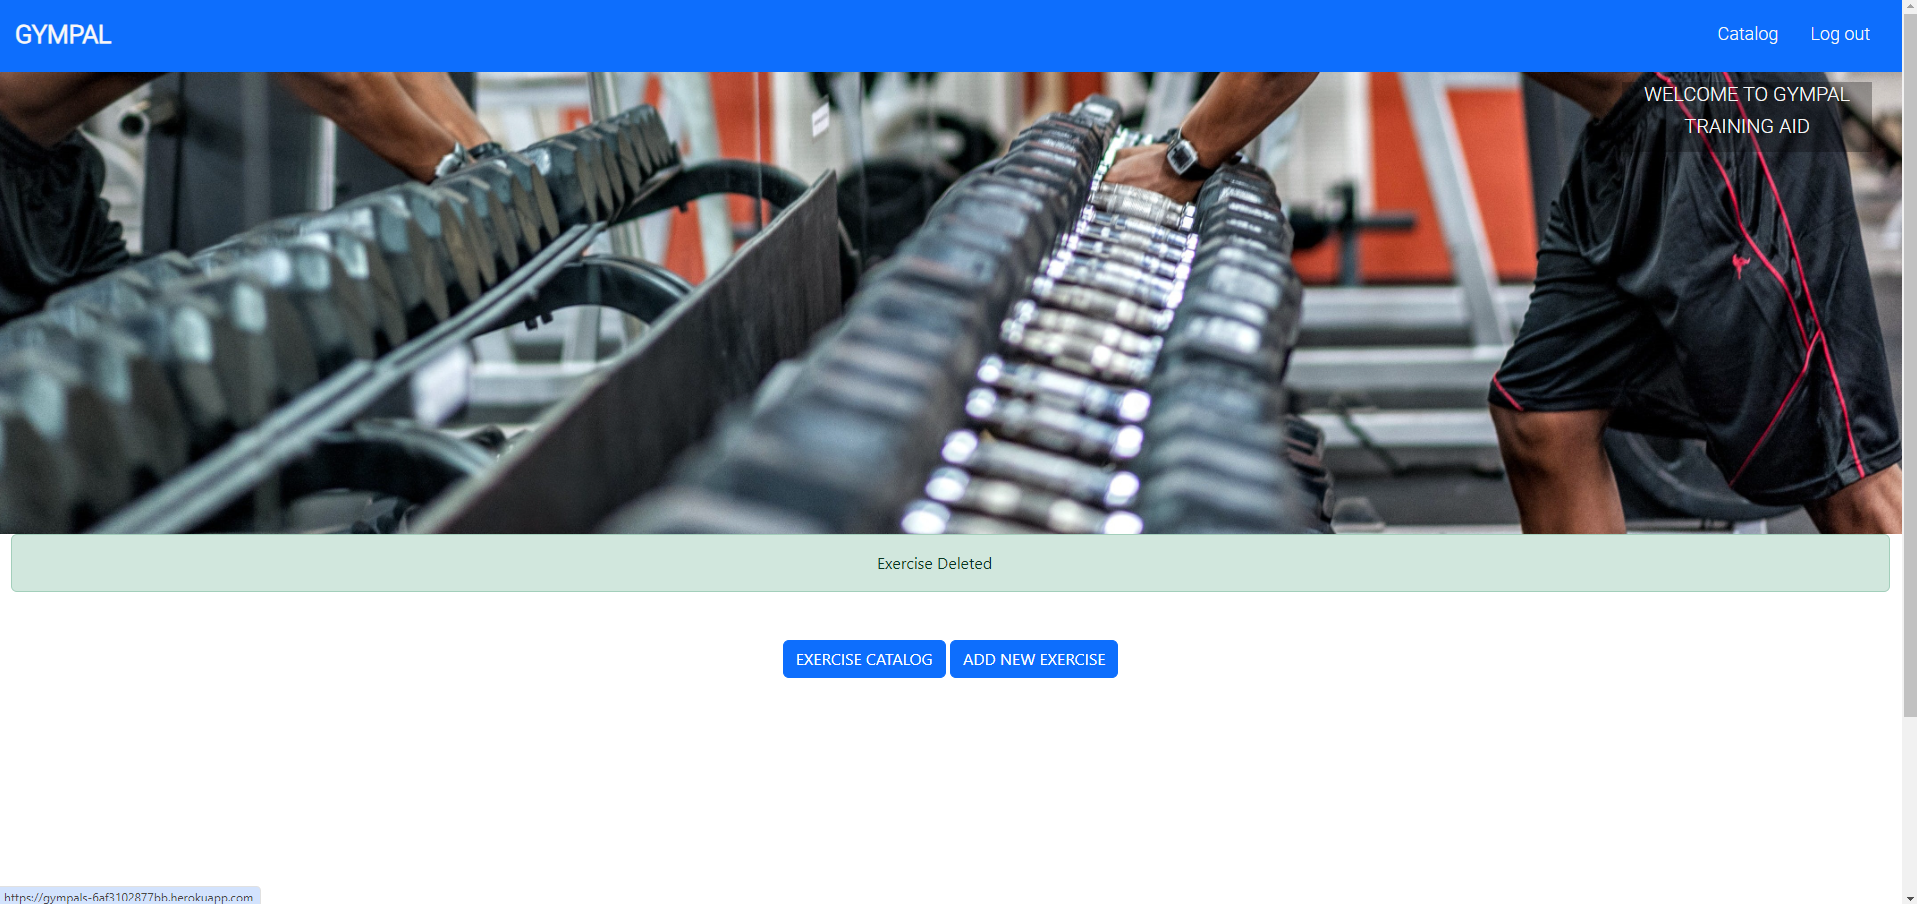 GYMPAL
Catalog
Log out
WELCOME TO GYMPAL
TRAINING AID
Exercise Deleted
EXERCISE CATALOG
ADD NEW EXERCISE
https://gympals-6af3102877bb.herokuapp.com